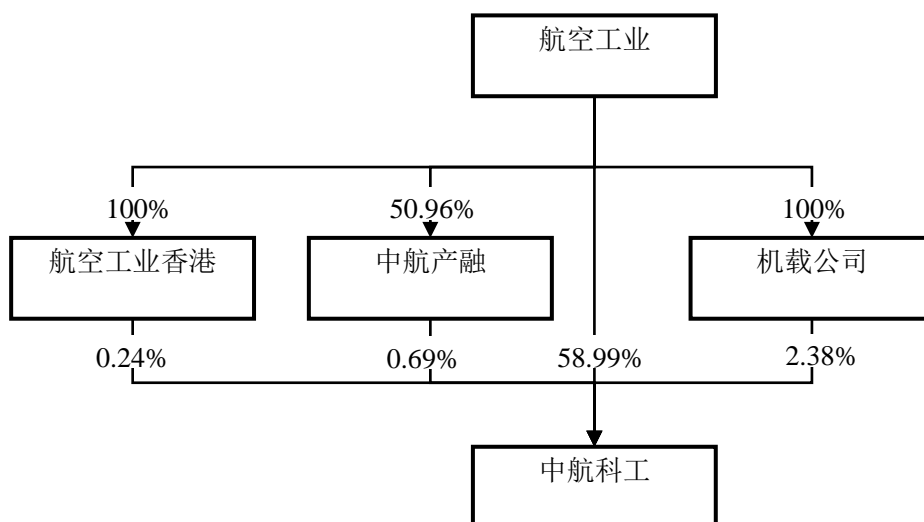 航空工业
100%
50.96%
100%
航空工业香港
中航产融
机载公司
0.24%
0.69%
58.99%
2.38%
中航科工